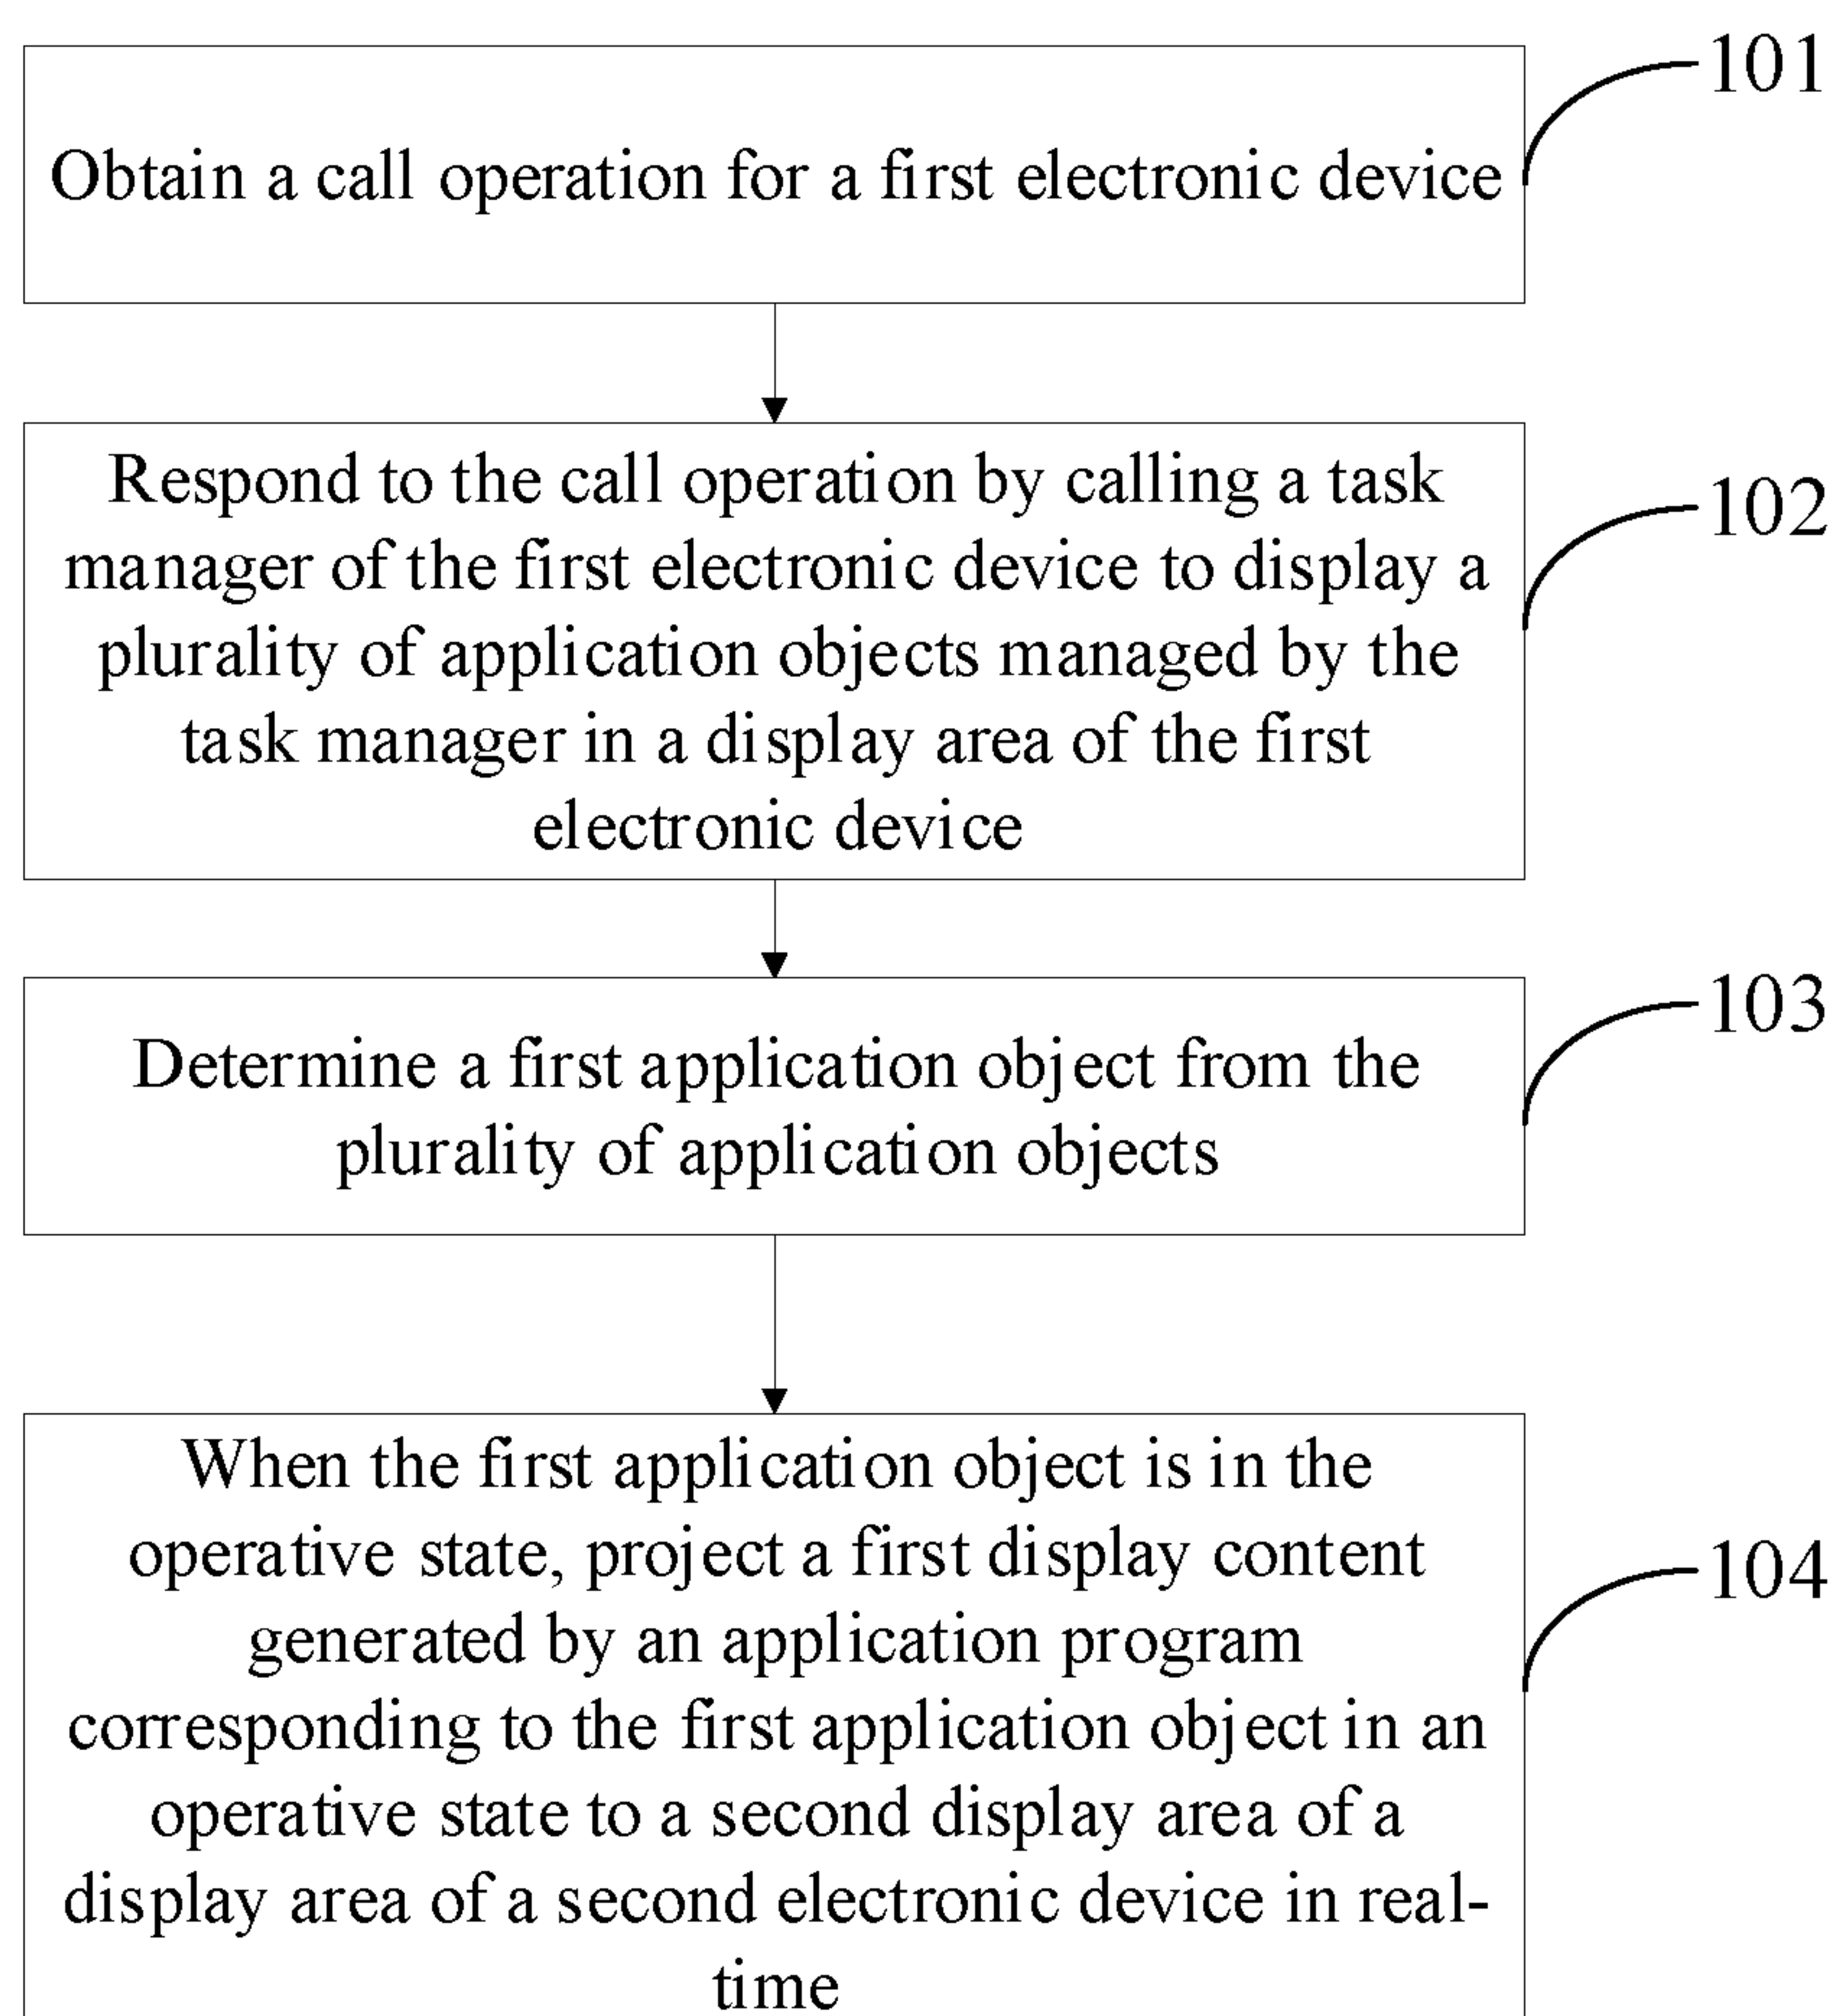 101
Obtain a call operation for a first electronic device
Respond to the call operation by calling a task
102
manager of the first electronic device to display a
plurality of application objects managed by the
task manager in a display area of the first
electronic device
103
Determine a first application object from the
plurality of application objects
When the first application object is in the
operative state, project a first display content
104
generated by an application program
corresponding to the first application object in an
operative state to a second display area of a
display area of a second electronic device in real-
time